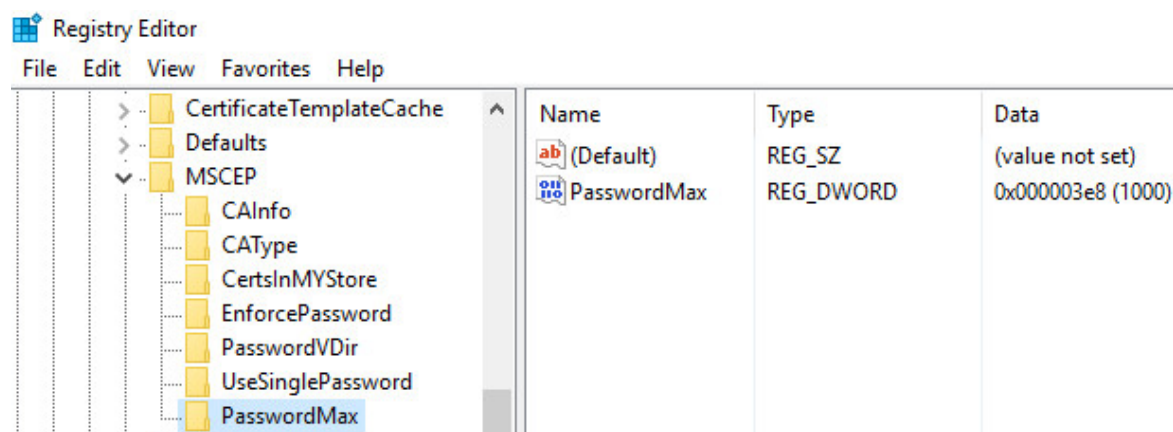 Registry Editor
File Edit View Favorites Help
CertificateTemplateCache
Defaults
MSCEP
CAInfo
CAType
CertsInMYStore
EnforcePassword
PasswordVDir
UseSinglePassword
PasswordMax
Name Type Data
(Default) REG_SZ (value not set)
PasswordMax REG_DWORD 0x000003e8 (1000)